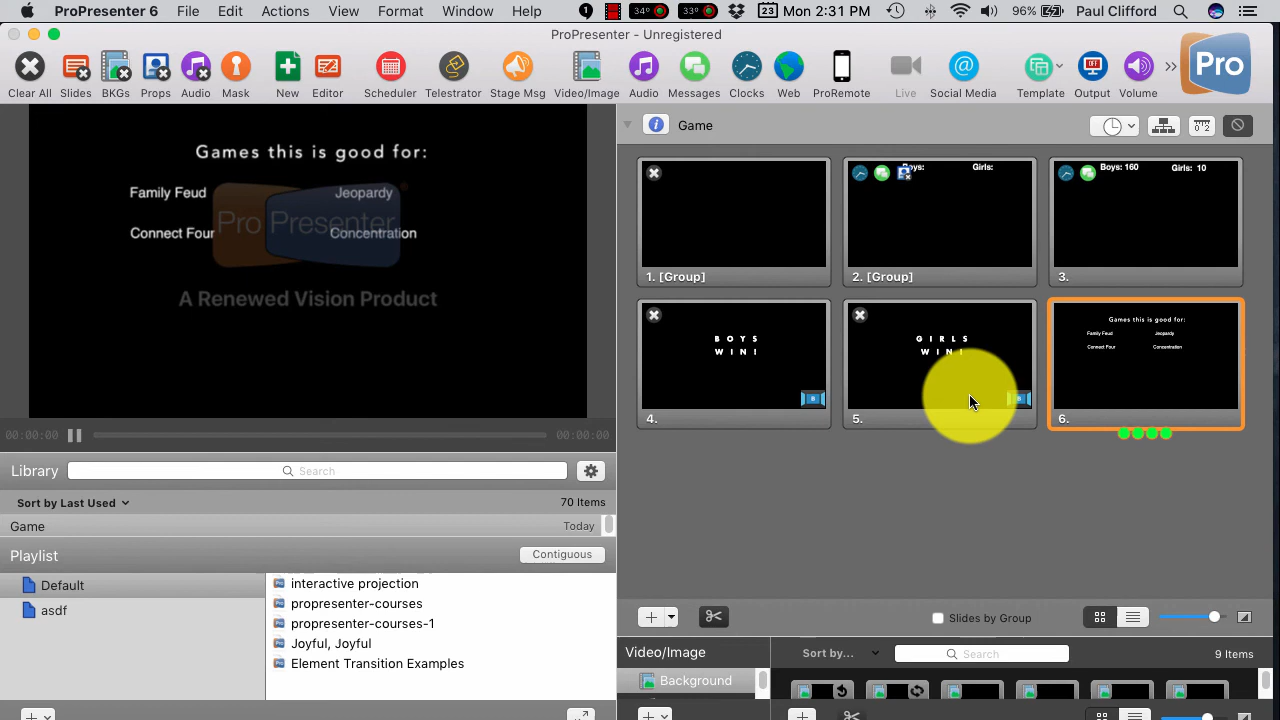 ProPresenter 6 File Edit Actions View Format Window Help 34° 33° 23 Mon 2:31 PM 96% Paul Clifford
ProPresenter - Unregistered
Clear All Slides BKGs Props Audio Mask New Editor Scheduler Telestrator Stage Msg Video/Image Audio Messages Clocks Web ProRemote Live Social Media Template Output Volume
Pro
Game
Games this is good for:
Family Feud Jeopardy
Connect Four Concentration
Pro Presenter
A Renewed Vision Product
00:00:00 00:00:00
Boys: Girls:
Boys: 160 Girls: 10
1. [Group] 2. [Group] 3.
BOYS
WIN!
GIRLS
WIN!
Games this is good for:
Family Feud Jeopardy
Connect Four Concentration
4. 5. 6.
Library Search
Sort by Last Used 70 Items
Game Today
Playlist Contiguous
Default
asdf
interactive projection
propresenter-courses
propresenter-courses-1
Joyful, Joyful
Element Transition Examples
Slides by Group
Video/Image Sort by... Search 9 Items
Background